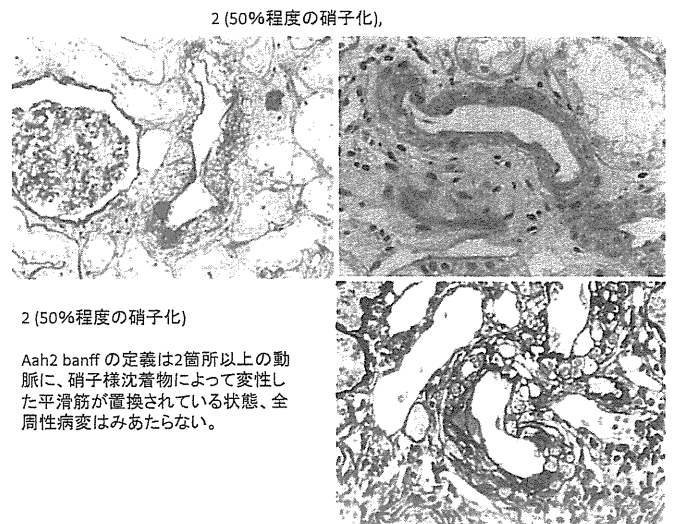 2 (50%程度の硝子化),
2 (50%程度の硝子化)
Aah2 banff の定義は2箇所以上の動
脈に、硝子様沈着物によって変性し
た平滑筋が置換されている状態、全
周性病変はみあたらない。